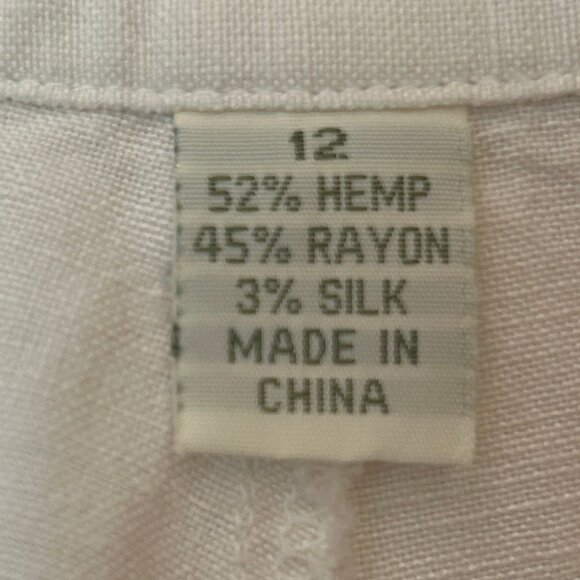 12
52% HEMP
45% RAYON
3% SILK
MADE IN
CHINA